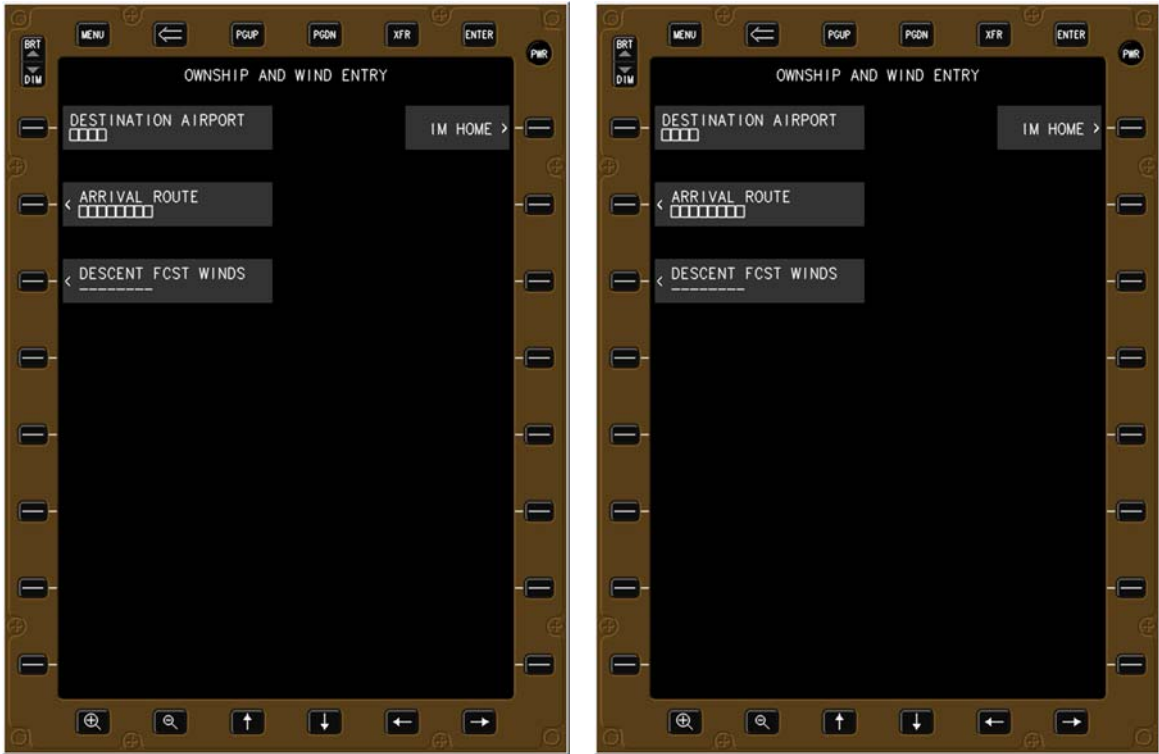 MENU PGUP PGDN XFR ENTER
BRT
PWR
DIM
OWNSHIP AND WIND ENTRY
DESTINATION AIRPORT
IM HOME >
< ARRIVAL ROUTE
< DESCENT FCST WINDS
--------
MENU PGUP PGDN XFR ENTER
BRT
PWR
DIM
OWNSHIP AND WIND ENTRY
DESTINATION AIRPORT
IM HOME >
< ARRIVAL ROUTE
< DESCENT FCST WINDS
--------